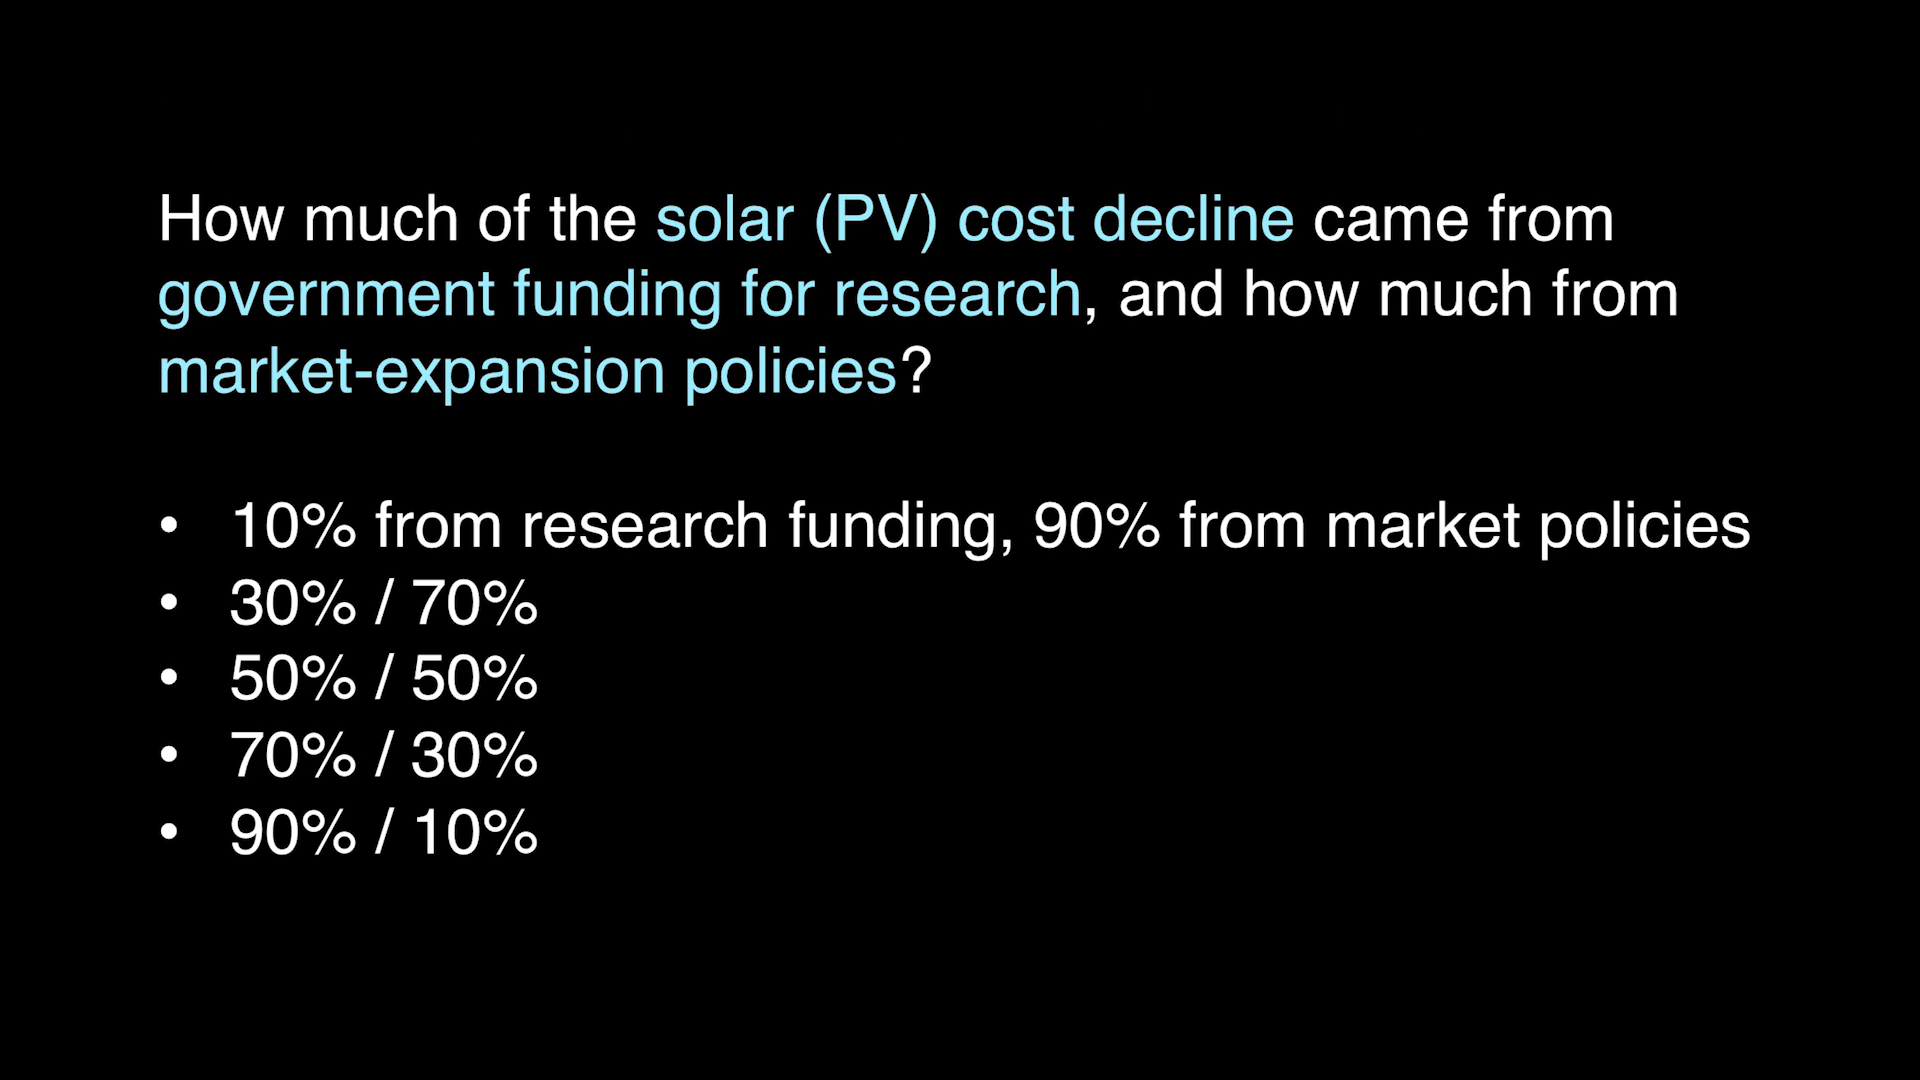 How much of the solar (PV) cost decline came from
government funding for research, and how much from
market-expansion policies?
• 10% from research funding, 90% from market policies
• 30% / 70%
• 50% / 50%
• 70% / 30%
• 90% / 10%